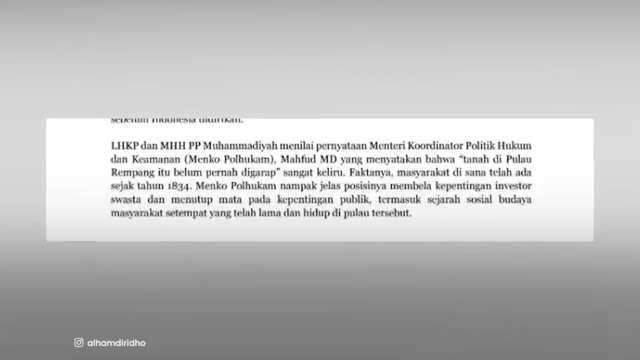 sebelum Indonesia didirikan.
LHKP dan MHH PP Muhammadiyah menilai pernyataan Menteri Koordinator Politik Hukum
dan Keamanan (Menko Polhukam), Mahfud MD yang menyatakan bahwa “tanah di Pulau
Rempang itu belum pernah digarap” sangat keliru. Faktanya, masyarakat di sana telah ada
sejak tahun 1834. Menko Polhukam nampak jelas posisinya membela kepentingan investor
swasta dan menutup mata pada kepentingan publik, termasuk sejarah sosial budaya
masyarakat setempat yang telah lama dan hidup di pulau tersebut.
alhamdiridho